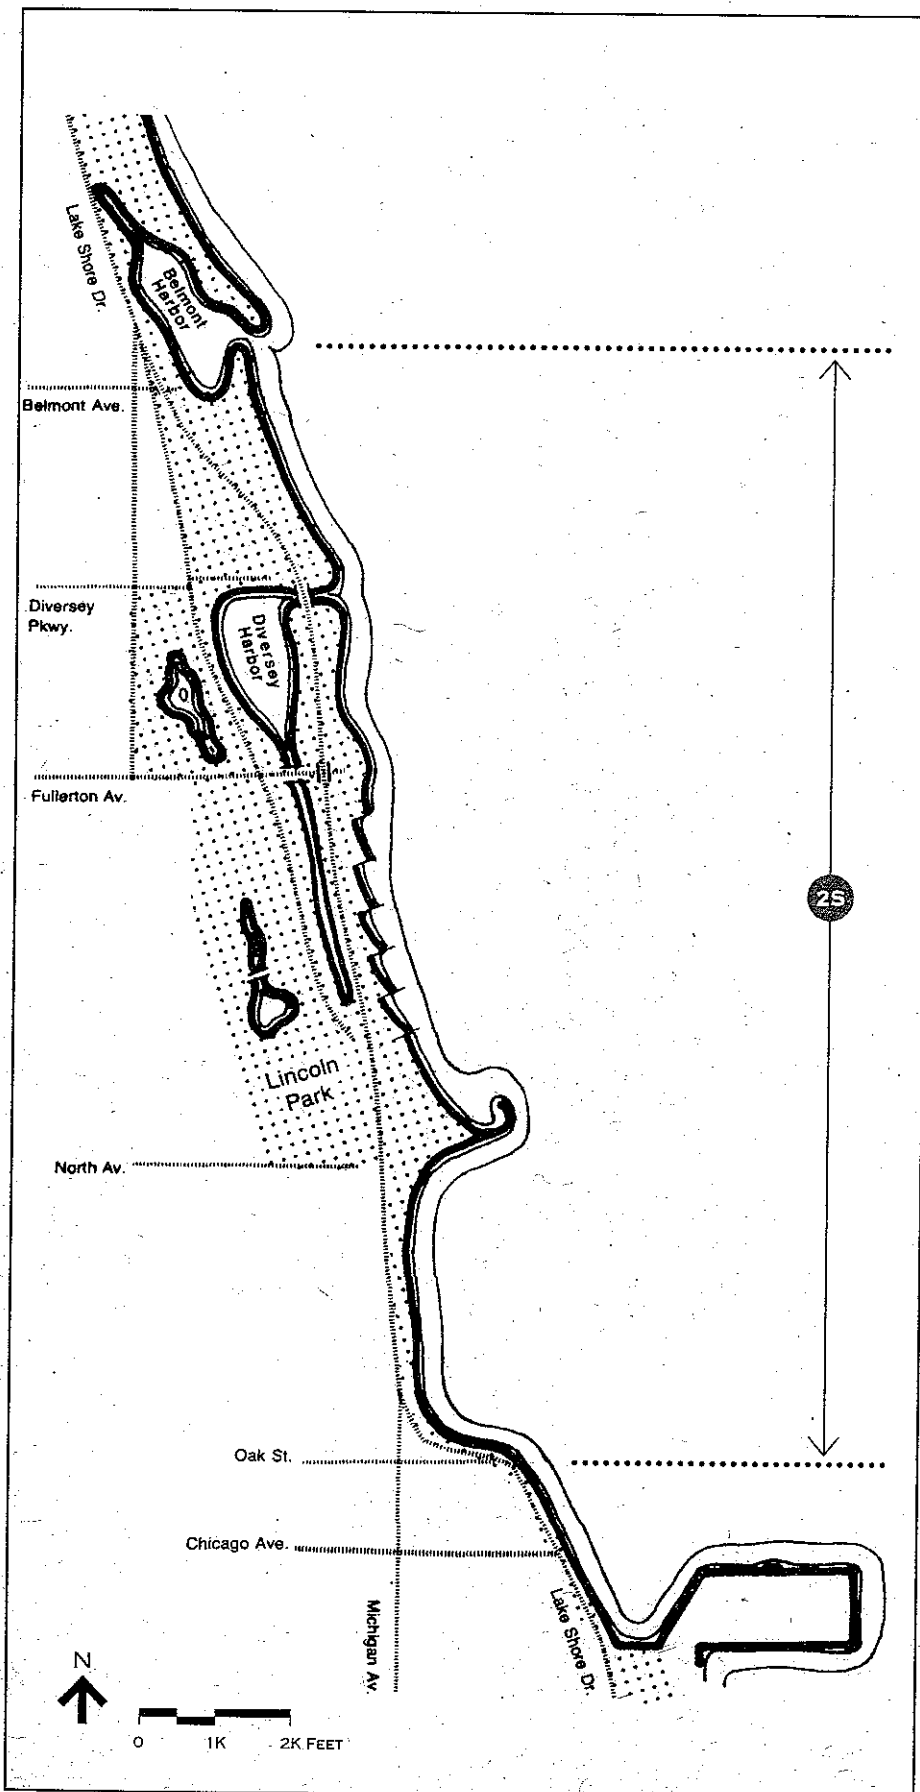 Lake Shore Dr.
Belmont
Harbor
Belmont Ave.
Diversey
Pkwy.
Diversey
Harbor
Fullerton Av.
2S
Lincoln
Park
North Av.
Oak St.
Chicago Ave.
Michigan Av.
Lake Shore Dr.
N
0 1K 2K FEET